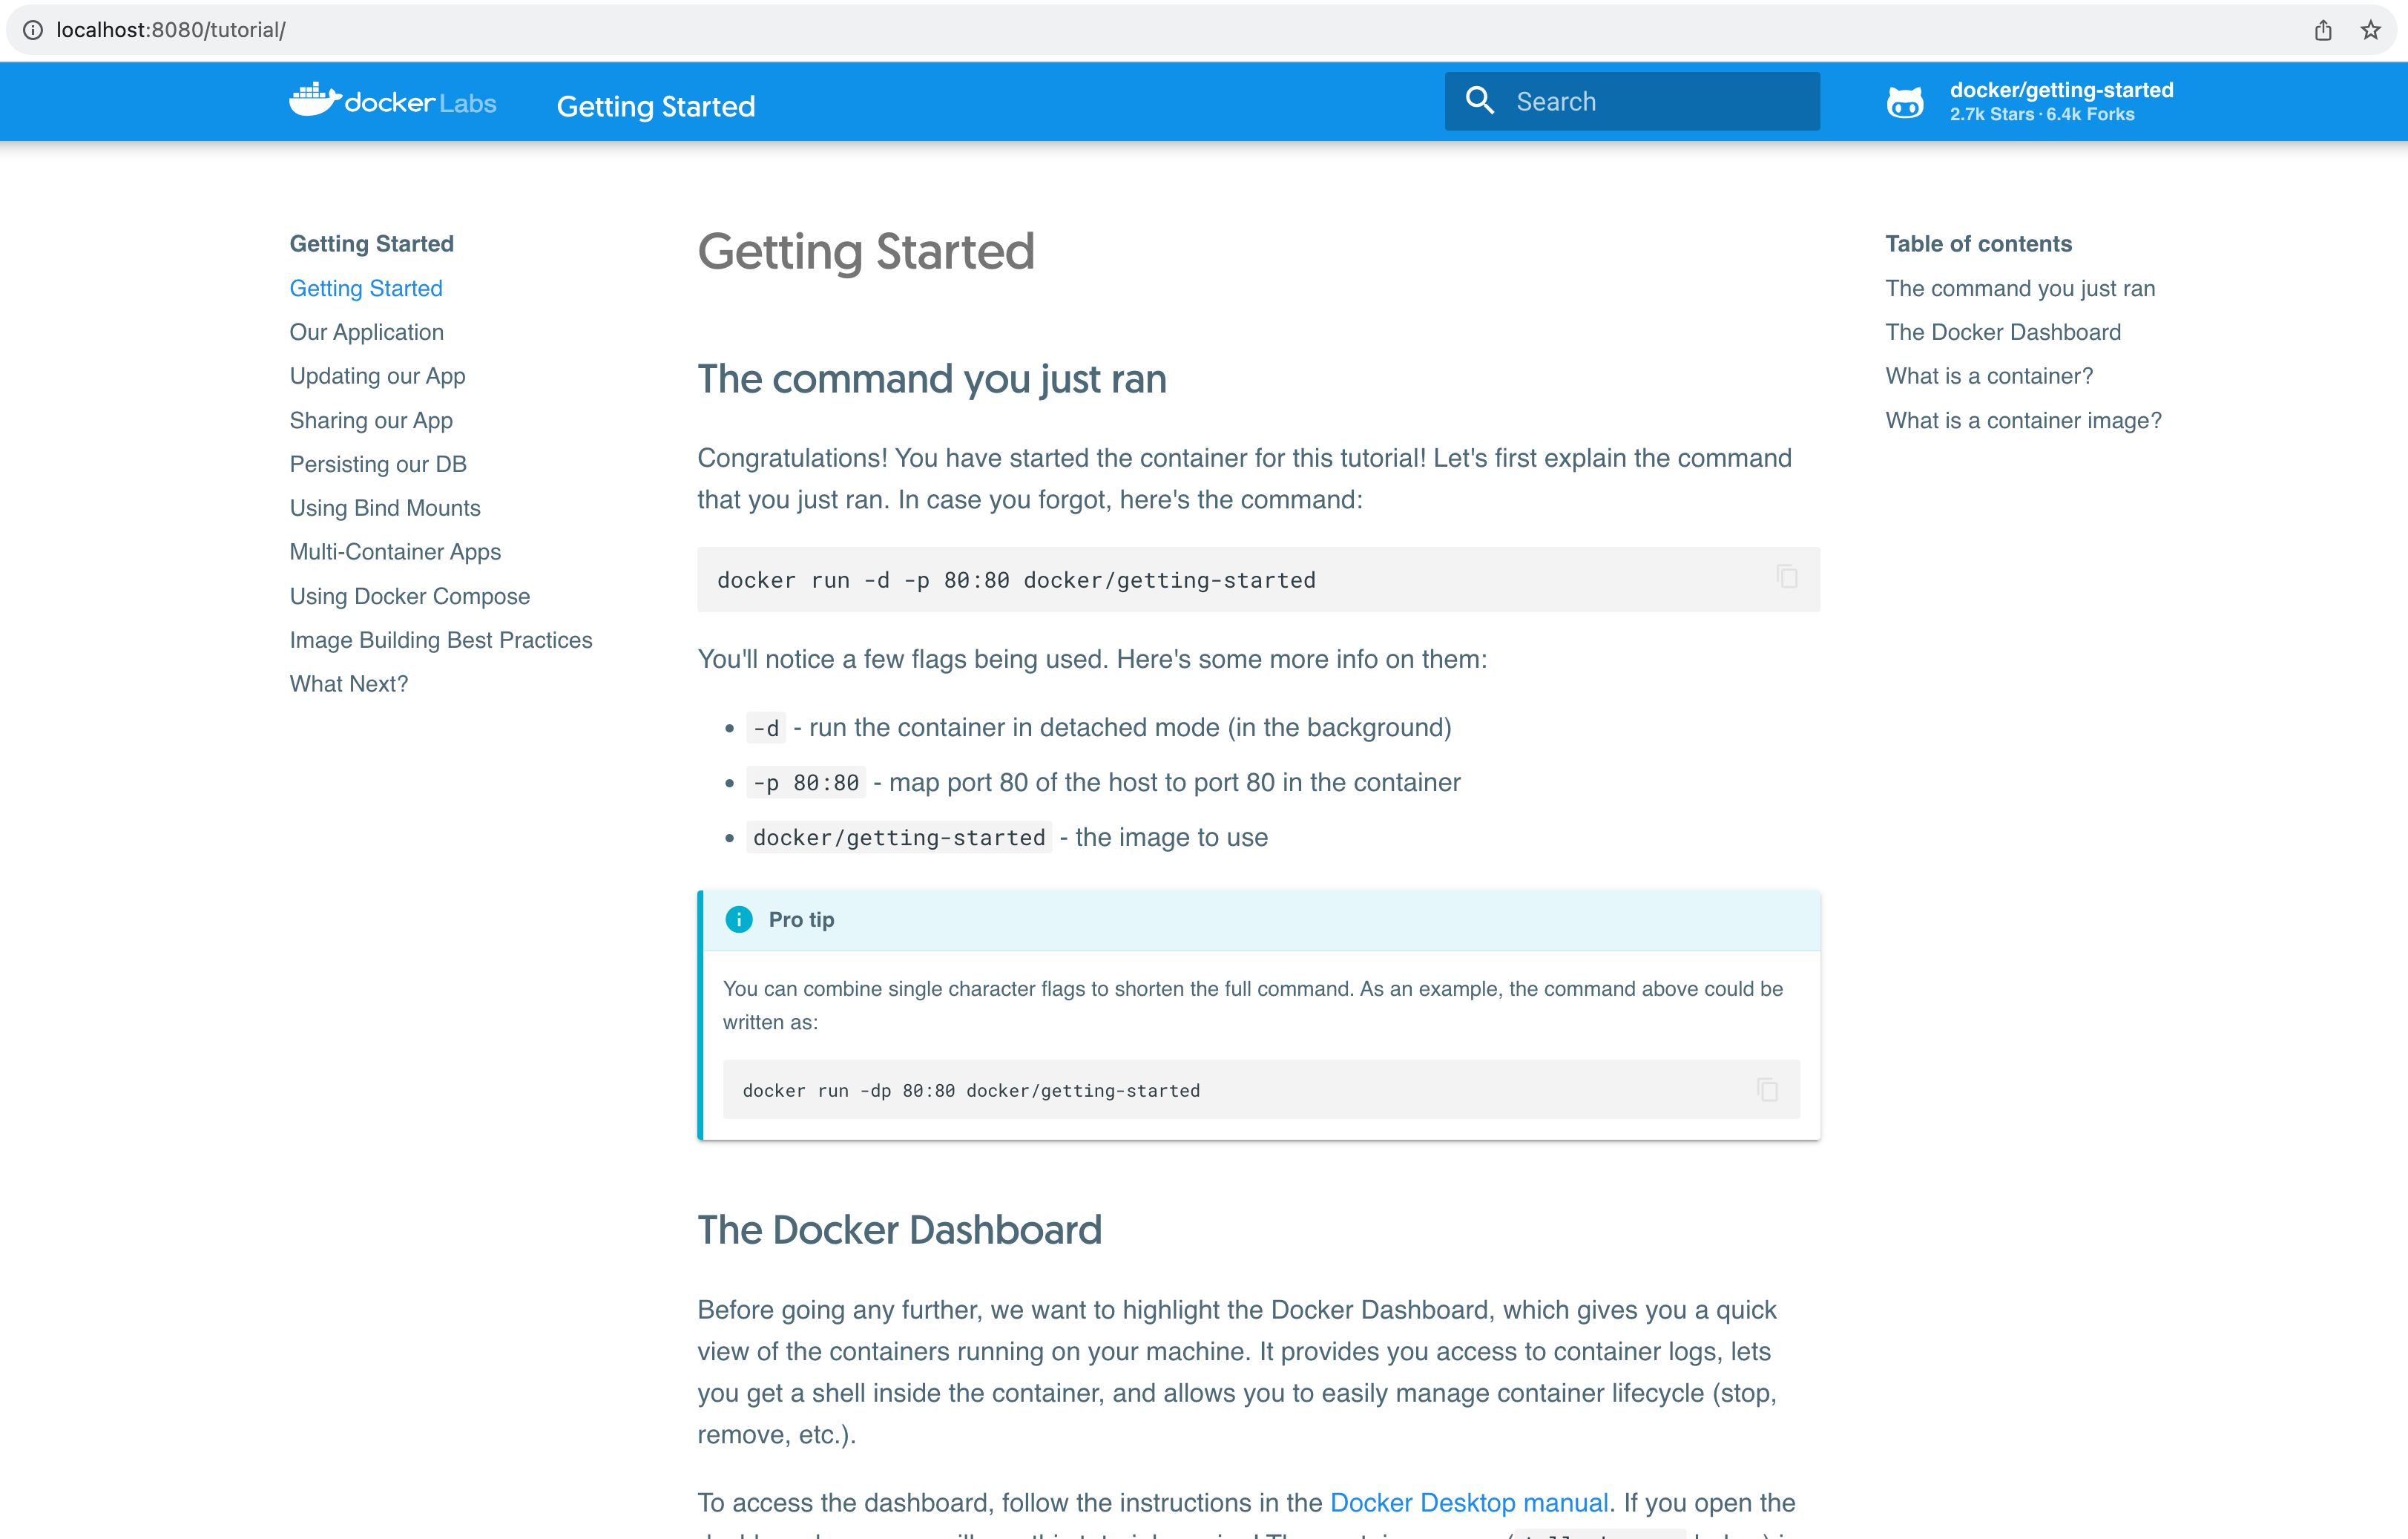 localhost:8080/tutorial/
docker Labs
Getting Started
Search
docker/getting-started
2.7k Stars · 6.4k Forks
Getting Started
Getting Started
Our Application
Updating our App
Sharing our App
Persisting our DB
Using Bind Mounts
Multi-Container Apps
Using Docker Compose
Image Building Best Practices
What Next?
Getting Started
The command you just ran
Congratulations! You have started the container for this tutorial! Let's first explain the command
that you just ran. In case you forgot, here's the command:
docker run -d -p 80:80 docker/getting-started
You'll notice a few flags being used. Here's some more info on them:
• -d - run the container in detached mode (in the background)
• -p 80:80 - map port 80 of the host to port 80 in the container
• docker/getting-started - the image to use
Pro tip
You can combine single character flags to shorten the full command. As an example, the command above could be
written as:
docker run -dp 80:80 docker/getting-started
The Docker Dashboard
Before going any further, we want to highlight the Docker Dashboard, which gives you a quick
view of the containers running on your machine. It provides you access to container logs, lets
you get a shell inside the container, and allows you to easily manage container lifecycle (stop,
remove, etc.).
To access the dashboard, follow the instructions in the Docker Desktop manual. If you open the
Table of contents
The command you just ran
The Docker Dashboard
What is a container?
What is a container image?